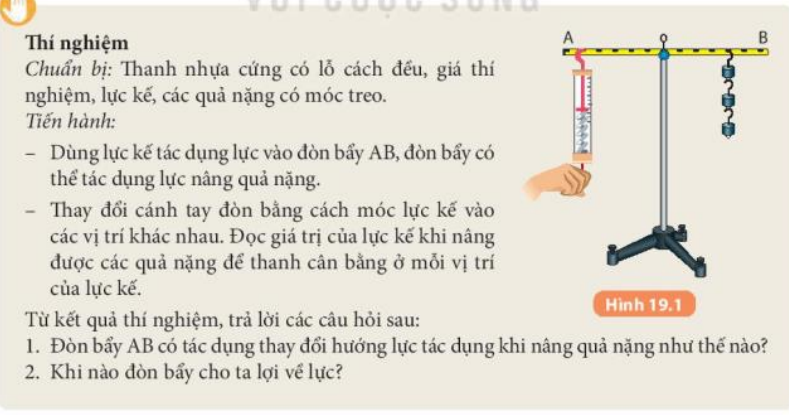 VỚI CUỘC SỐNG
Thí nghiệm
Chuẩn bị: Thanh nhựa cứng có lỗ cách đều, giá thí
nghiệm, lực kế, các quả nặng có móc treo.
Tiến hành:
– Dùng lực kế tác dụng lực vào đòn bẩy AB, đòn bẩy có
thể tác dụng lực nâng quả nặng.
– Thay đổi cánh tay đòn bằng cách móc lực kế vào
các vị trí khác nhau. Đọc giá trị của lực kế khi nâng
được các quả nặng để thanh cân bằng ở mỗi vị trí
của lực kế.
A O B
Hình 19.1
Từ kết quả thí nghiệm, trả lời các câu hỏi sau:
1. Đòn bẩy AB có tác dụng thay đổi hướng lực tác dụng khi nâng quả nặng như thế nào?
2. Khi nào đòn bẩy cho ta lợi về lực?